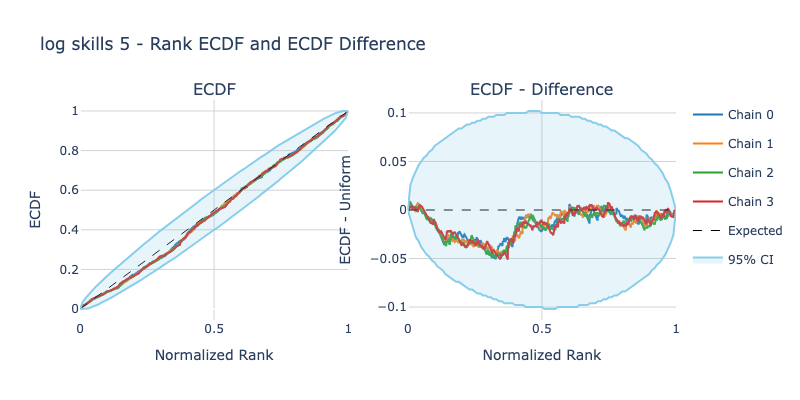 log skills 5 - Rank ECDF and ECDF Difference
ECDF
ECDF
1
0.8
0.6
0.4
0.2
0
0
0.5
1
Normalized Rank
ECDF - Difference
ECDF - Uniform
0.1
0.05
0
−0.05
−0.1
0
0.5
1
Normalized Rank
Chain 0
Chain 1
Chain 2
Chain 3
Expected
95% CI